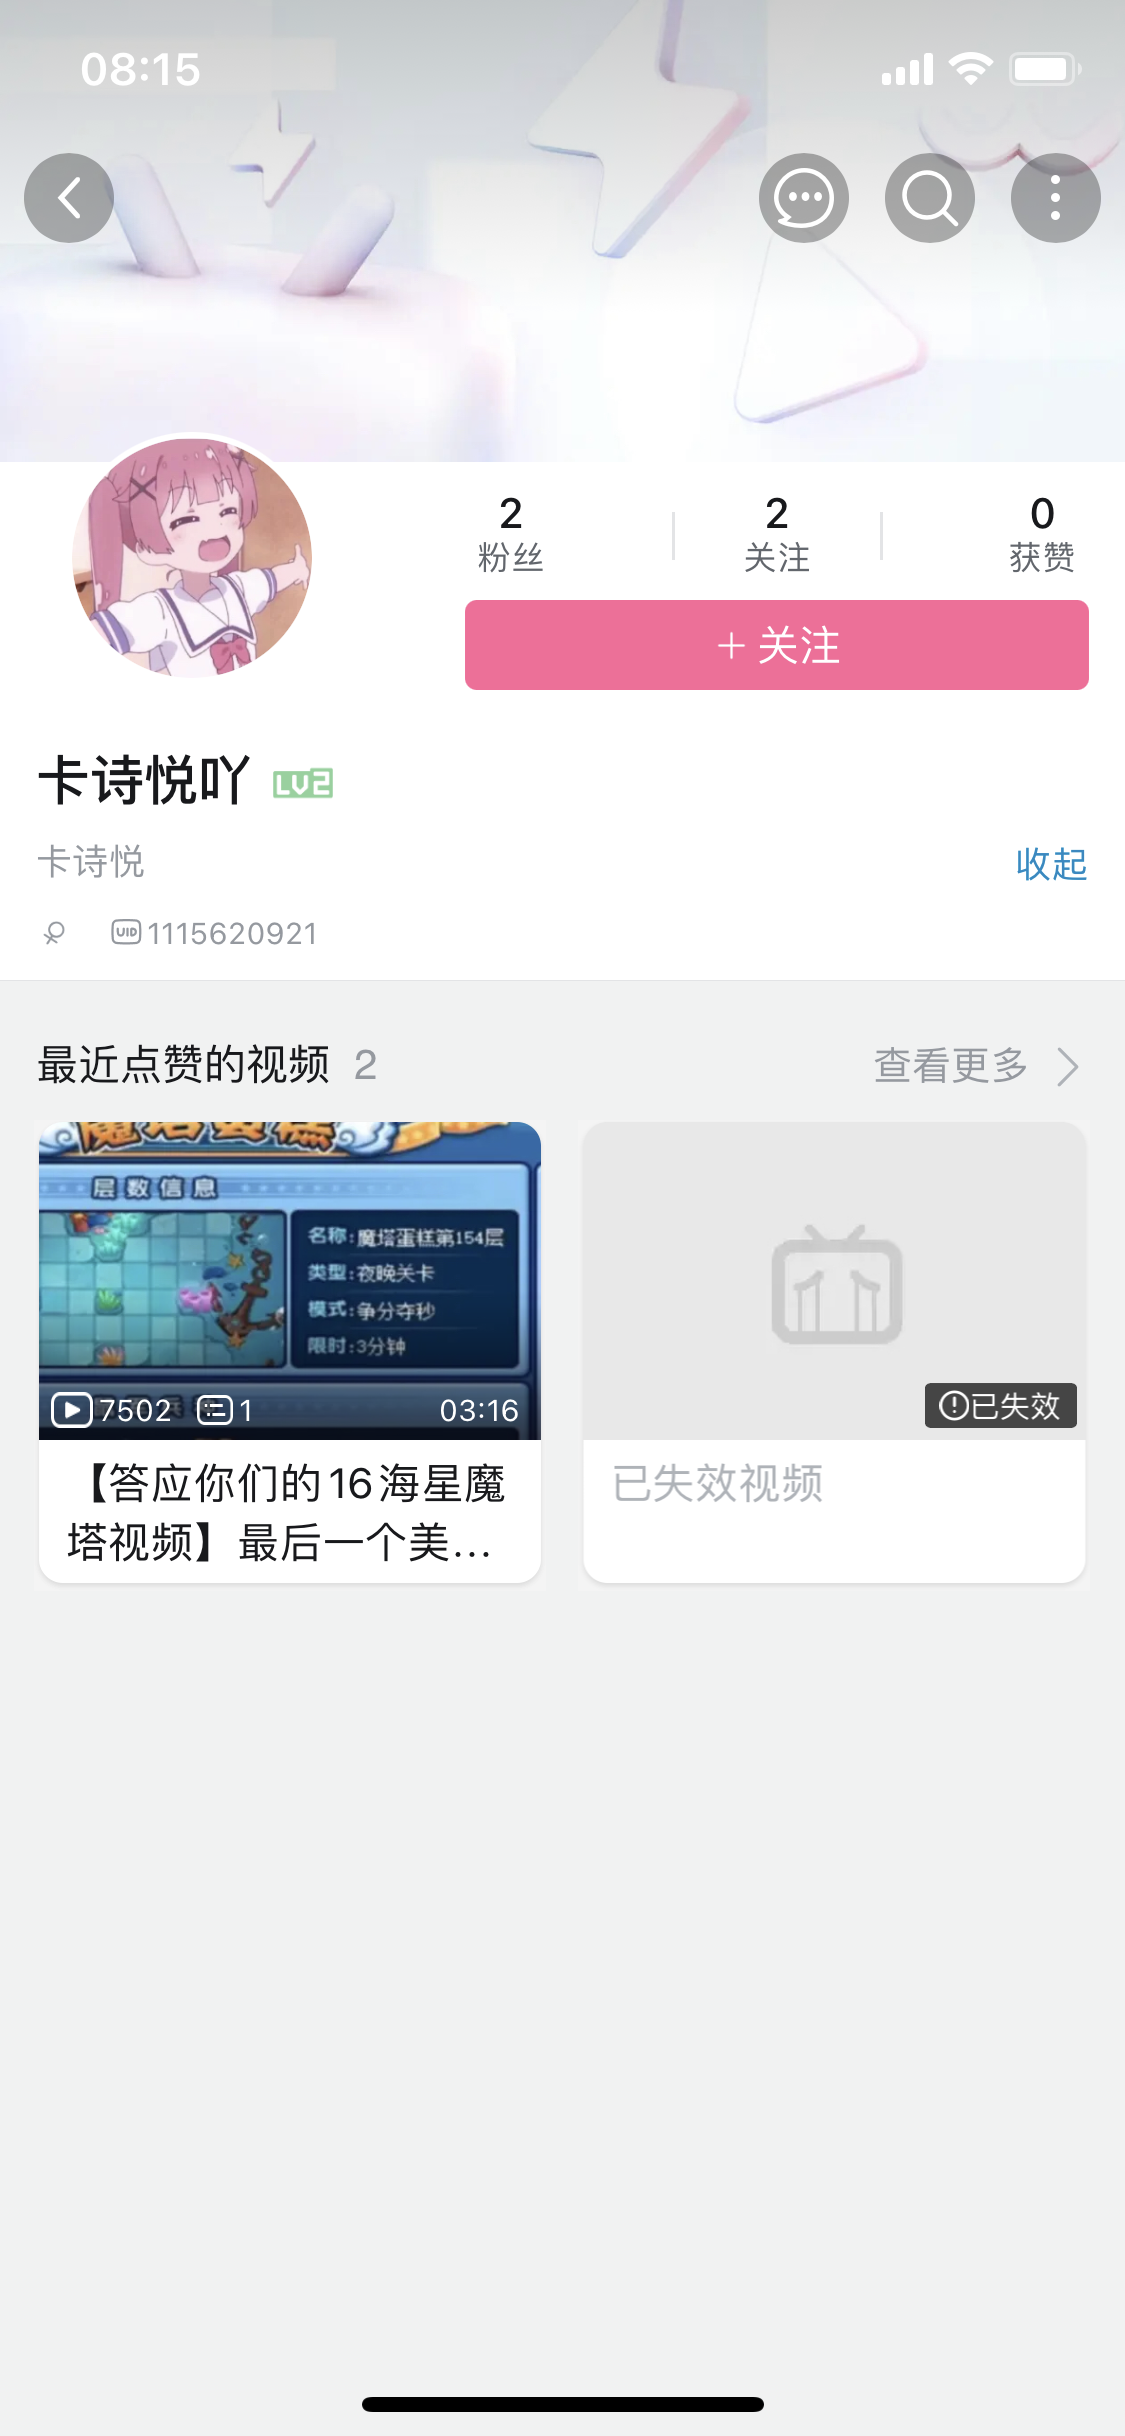 08:15
2
粉丝
2
关注
0
获赞
+ 关注
卡诗悦吖 LV2
卡诗悦
收起
UID 1115620921
最近点赞的视频 2
查看更多
魔塔蛋糕
层数信息
名称:魔塔蛋糕第154层
类型:夜晚关卡
模式:争分夺秒
限时:3分钟
7502 1 03:16
已失效
【答应你们的16海星魔
塔视频】最后一个美...
已失效视频